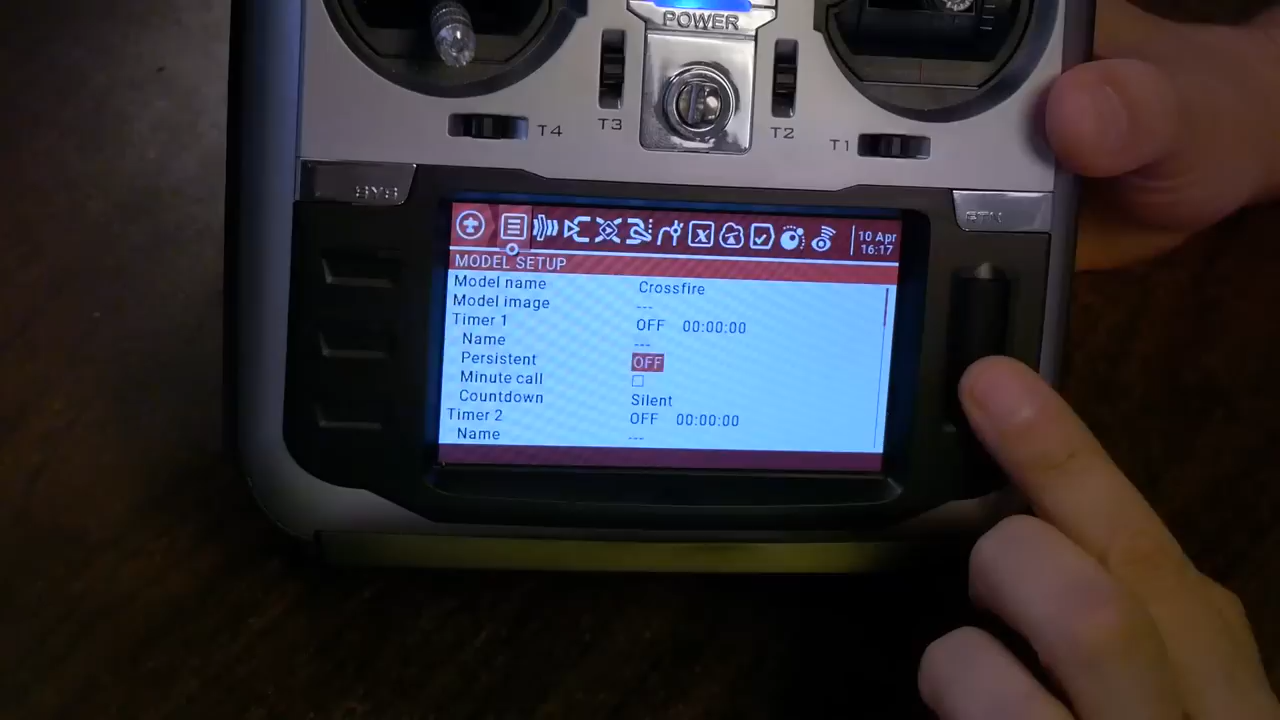 POWER
T4
T3
T2
T1
SYS
RTN
10 Apr
16:17
MODEL SETUP
Model name Crossfire
Model image ---
Timer 1 OFF 00:00:00
Name ---
Persistent OFF
Minute call
Countdown Silent
Timer 2 OFF 00:00:00
Name ---